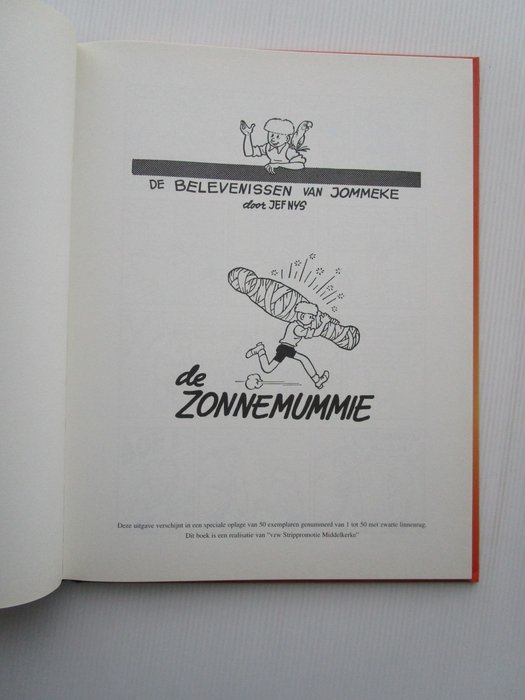 DE BELEVENISSEN VAN JOMMEKE
door JEF NYS
de
ZONNEMUMMIE
Deze uitgave verschijnt in een speciale oplage van 50 exemplaren genummerd van 1 tot 50 met zwarte linnenrug.
Dit boek is een realisatie van "vzw Strippromotie Middelkerke"